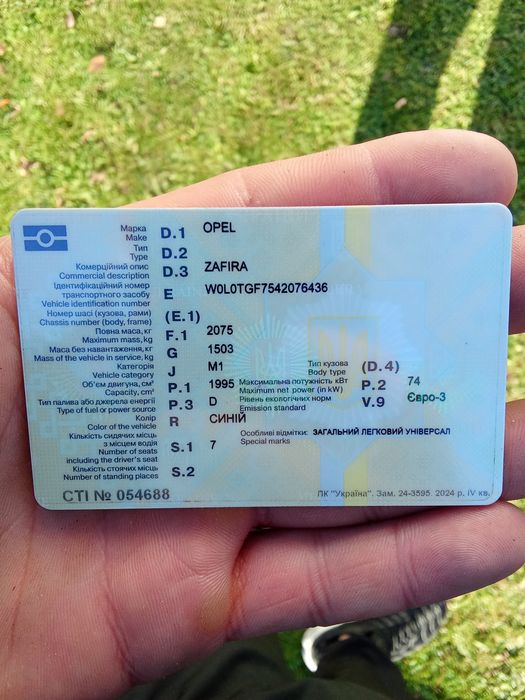 Марка D.1 OPEL
Make
Тип D.2
Type
Комерційний опис D.3 ZAFIRA
Commercial description
Ідентифікаційний номер
транспортного засобу E W0L0TGF7542076436
Vehicle identification number
Номер шасі (кузова, рами) (E.1)
Chassis number (body, frame)
Повна маса, кг F.1 2075
Maximum mass, kg
Маса без навантаження, кг G 1503
Mass of the vehicle in service, kg
Категорія J M1 Тип кузова (D.4)
Vehicle category Body type
Об'єм двигуна, см³ P.1 1995 Максимальна потужність кВт P.2 74
Capacity, cm³ Maximum net power (in kW)
Тип палива або джерела енергії P.3 D Рівень екологічних норм V.9 Євро-3
Type of fuel or power source Emission standard
Колір R СИНІЙ
Color of the vehicle
Кількість сидячих місць Особливі відмітки: ЗАГАЛЬНИЙ ЛЕГКОВИЙ УНІВЕРСАЛ
з місцем водія S.1 7 Special marks
Number of seats
including the driver's seat
Кількість стоячих місць S.2
Number of standing places
СТІ № 054688 ПК "Україна". Зам. 24-3595. 2024 р. IV кв.